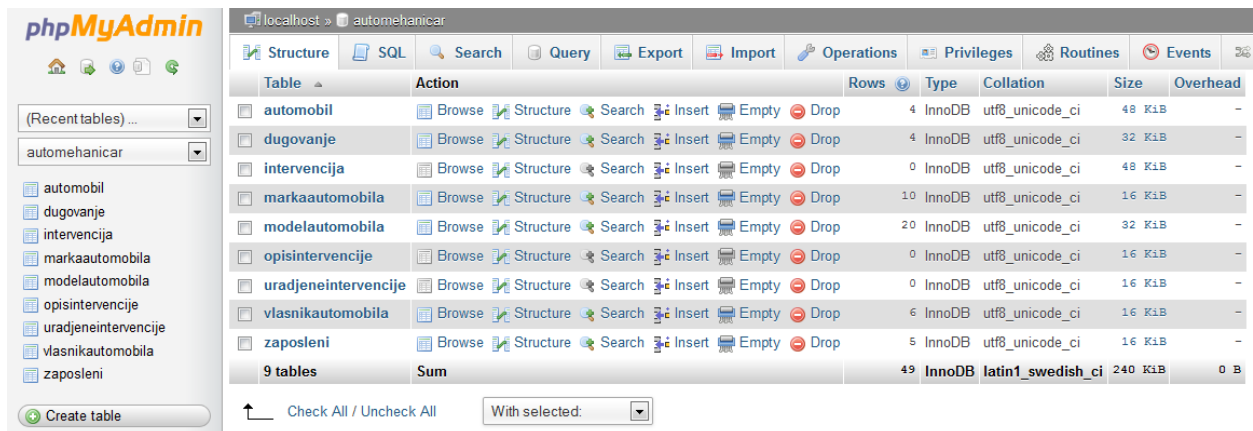 phpMyAdmin
(Recent tables) ...
automehanicar
automobil
dugovanje
intervencija
markaautomobila
modelautomobila
opisintervencije
uradjeneintervencije
vlasnikautomobila
zaposleni
Create table
localhost » automehanicar
Structure SQL Search Query Export Import Operations Privileges Routines Events
Table Action Rows Type Collation Size Overhead
automobil Browse Structure Search Insert Empty Drop 4 InnoDB utf8_unicode_ci 48 KiB -
dugovanje Browse Structure Search Insert Empty Drop 4 InnoDB utf8_unicode_ci 32 KiB -
intervencija Browse Structure Search Insert Empty Drop 0 InnoDB utf8_unicode_ci 48 KiB -
markaautomobila Browse Structure Search Insert Empty Drop 10 InnoDB utf8_unicode_ci 16 KiB -
modelautomobila Browse Structure Search Insert Empty Drop 20 InnoDB utf8_unicode_ci 32 KiB -
opisintervencije Browse Structure Search Insert Empty Drop 0 InnoDB utf8_unicode_ci 16 KiB -
uradjeneintervencije Browse Structure Search Insert Empty Drop 0 InnoDB utf8_unicode_ci 16 KiB -
vlasnikautomobila Browse Structure Search Insert Empty Drop 6 InnoDB utf8_unicode_ci 16 KiB -
zaposleni Browse Structure Search Insert Empty Drop 5 InnoDB utf8_unicode_ci 16 KiB -
9 tables Sum 49 InnoDB latin1_swedish_ci 240 KiB 0 B
Check All / Uncheck All With selected: